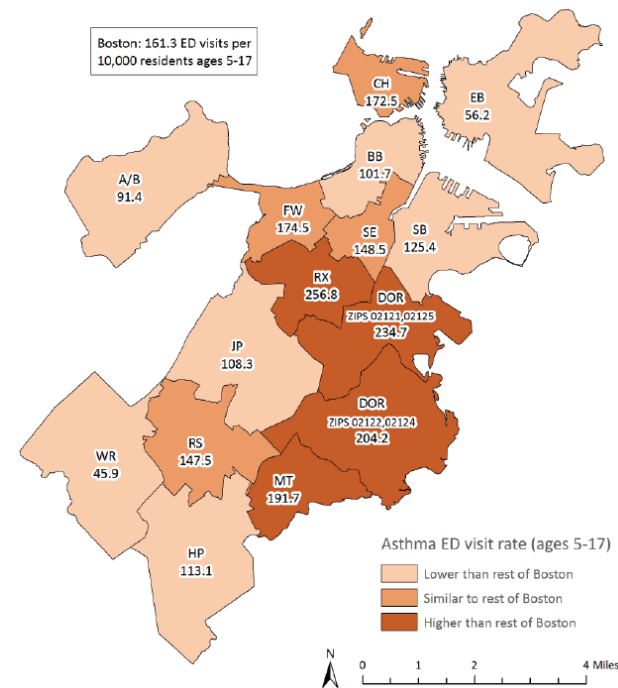 Boston: 161.3 ED visits per
10,000 residents ages 5-17
CH
172.5
EB
56.2
BB
101.7
A/B
91.4
FW
174.5
SE
148.5
SB
125.4
RX
256.8
DOR
ZIPS 02121,02125
234.7
JP
108.3
DOR
ZIPS 02122,02124
204.2
RS
147.5
WR
45.9
MT
191.7
HP
113.1
Asthma ED visit rate (ages 5-17)
Lower than rest of Boston
Similar to rest of Boston
Higher than rest of Boston
N
0 1 2 4 Miles